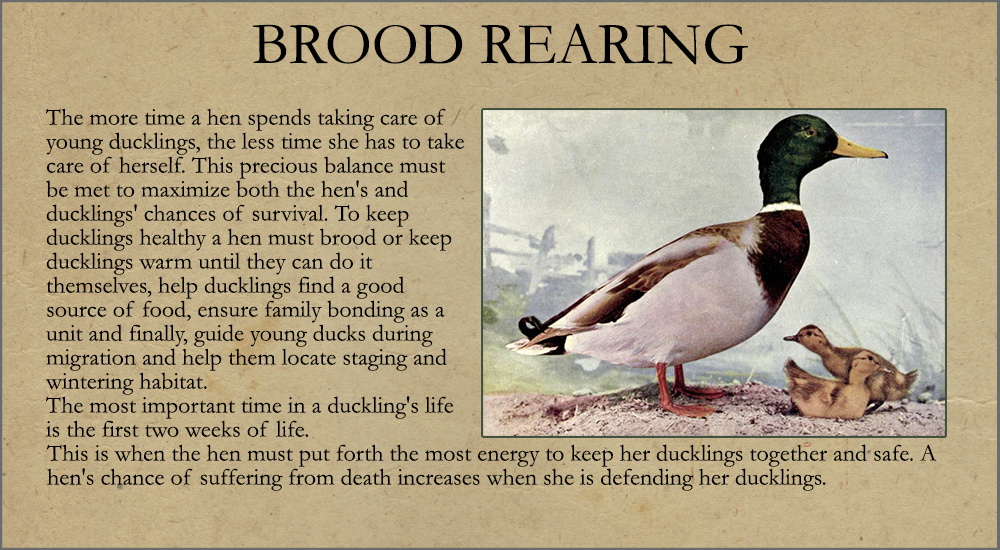 BROOD REARING
The more time a hen spends taking care of
young ducklings, the less time she has to take
care of herself. This precious balance must
be met to maximize both the hen's and
ducklings' chances of survival. To keep
ducklings healthy a hen must brood or keep
ducklings warm until they can do it
themselves, help ducklings find a good
source of food, ensure family bonding as a
unit and finally, guide young ducks during
migration and help them locate staging and
wintering habitat.
The most important time in a duckling's life
is the first two weeks of life.
This is when the hen must put forth the most energy to keep her ducklings together and safe. A
hen's chance of suffering from death increases when she is defending her ducklings.